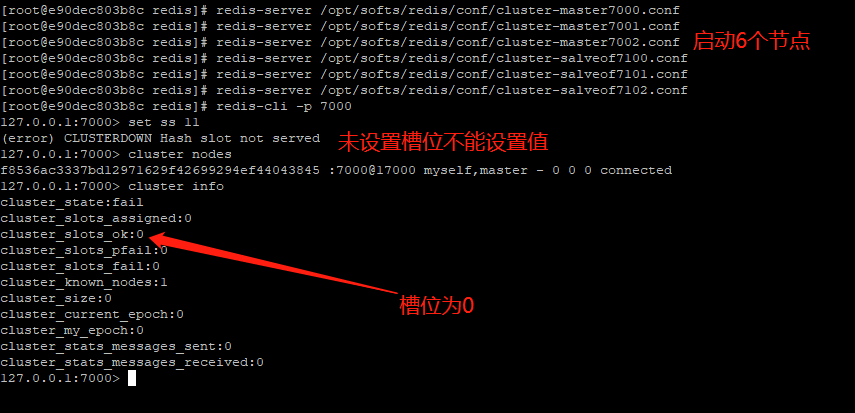 [root@e90dec803b8c redis]# redis-server /opt/softs/redis/conf/cluster-master7000.conf
[root@e90dec803b8c redis]# redis-server /opt/softs/redis/conf/cluster-master7001.conf
[root@e90dec803b8c redis]# redis-server /opt/softs/redis/conf/cluster-master7002.conf
启动6个节点
[root@e90dec803b8c redis]# redis-server /opt/softs/redis/conf/cluster-salveof7100.conf
[root@e90dec803b8c redis]# redis-server /opt/softs/redis/conf/cluster-salveof7101.conf
[root@e90dec803b8c redis]# redis-server /opt/softs/redis/conf/cluster-salveof7102.conf
[root@e90dec803b8c redis]# redis-cli -p 7000
127.0.0.1:7000> set ss 11
(error) CLUSTERDOWN Hash slot not served
未设置槽位不能设置值
127.0.0.1:7000> cluster nodes
f8536ac3337bd12971629f42699294ef44043845 :7000@17000 myself,master - 0 0 0 connected
127.0.0.1:7000> cluster info
cluster_state:fail
cluster_slots_assigned:0
cluster_slots_ok:0
cluster_slots_pfail:0
cluster_slots_fail:0
cluster_known_nodes:1
cluster_size:0
槽位为0
cluster_current_epoch:0
cluster_my_epoch:0
cluster_stats_messages_sent:0
cluster_stats_messages_received:0
127.0.0.1:7000>